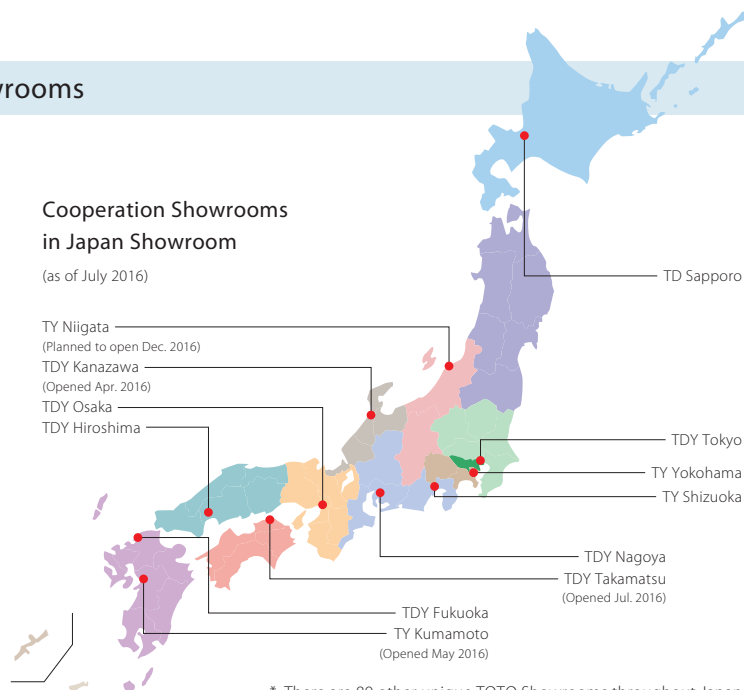 Cooperation Showrooms
in Japan Showroom
(as of July 2016)
TD Sapporo
TY Niigata
(Planned to open Dec. 2016)
TDY Kanazawa
(Opened Apr. 2016)
TDY Osaka
TDY Hiroshima
TDY Tokyo
TY Yokohama
TY Shizuoka
TDY Nagoya
TDY Takamatsu
(Opened Jul. 2016)
TDY Fukuoka
TY Kumamoto
(Opened May 2016)